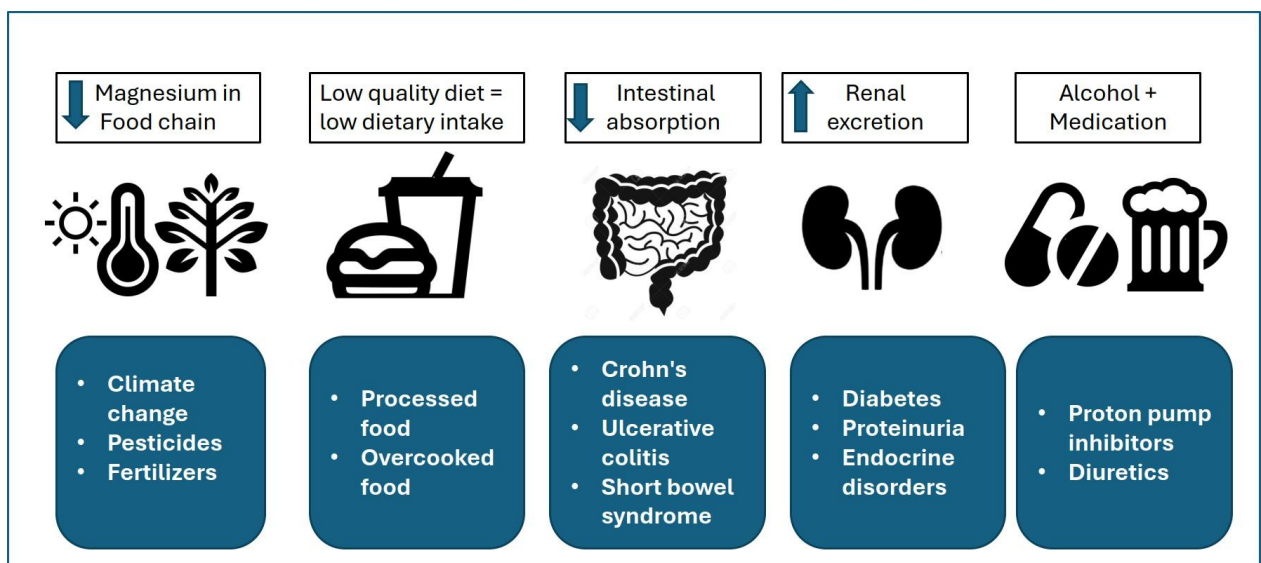 Magnesium in
Food chain
Low quality diet =
low dietary intake
Intestinal
absorption
Renal
excretion
Alcohol +
Medication
• Climate
change
• Pesticides
• Fertilizers
• Processed
food
• Overcooked
food
• Crohn's
disease
• Ulcerative
colitis
• Short bowel
syndrome
• Diabetes
• Proteinuria
• Endocrine
disorders
• Proton pump
inhibitors
• Diuretics